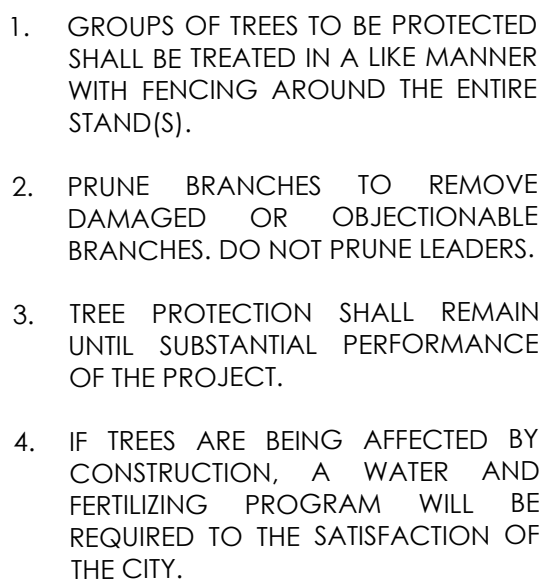 1. GROUPS OF TREES TO BE PROTECTED
SHALL BE TREATED IN A LIKE MANNER
WITH FENCING AROUND THE ENTIRE
STAND(S).
2. PRUNE BRANCHES TO REMOVE
DAMAGED OR OBJECTIONABLE
BRANCHES. DO NOT PRUNE LEADERS.
3. TREE PROTECTION SHALL REMAIN
UNTIL SUBSTANTIAL PERFORMANCE
OF THE PROJECT.
4. IF TREES ARE BEING AFFECTED BY
CONSTRUCTION, A WATER AND
FERTILIZING PROGRAM WILL BE
REQUIRED TO THE SATISFACTION OF
THE CITY.